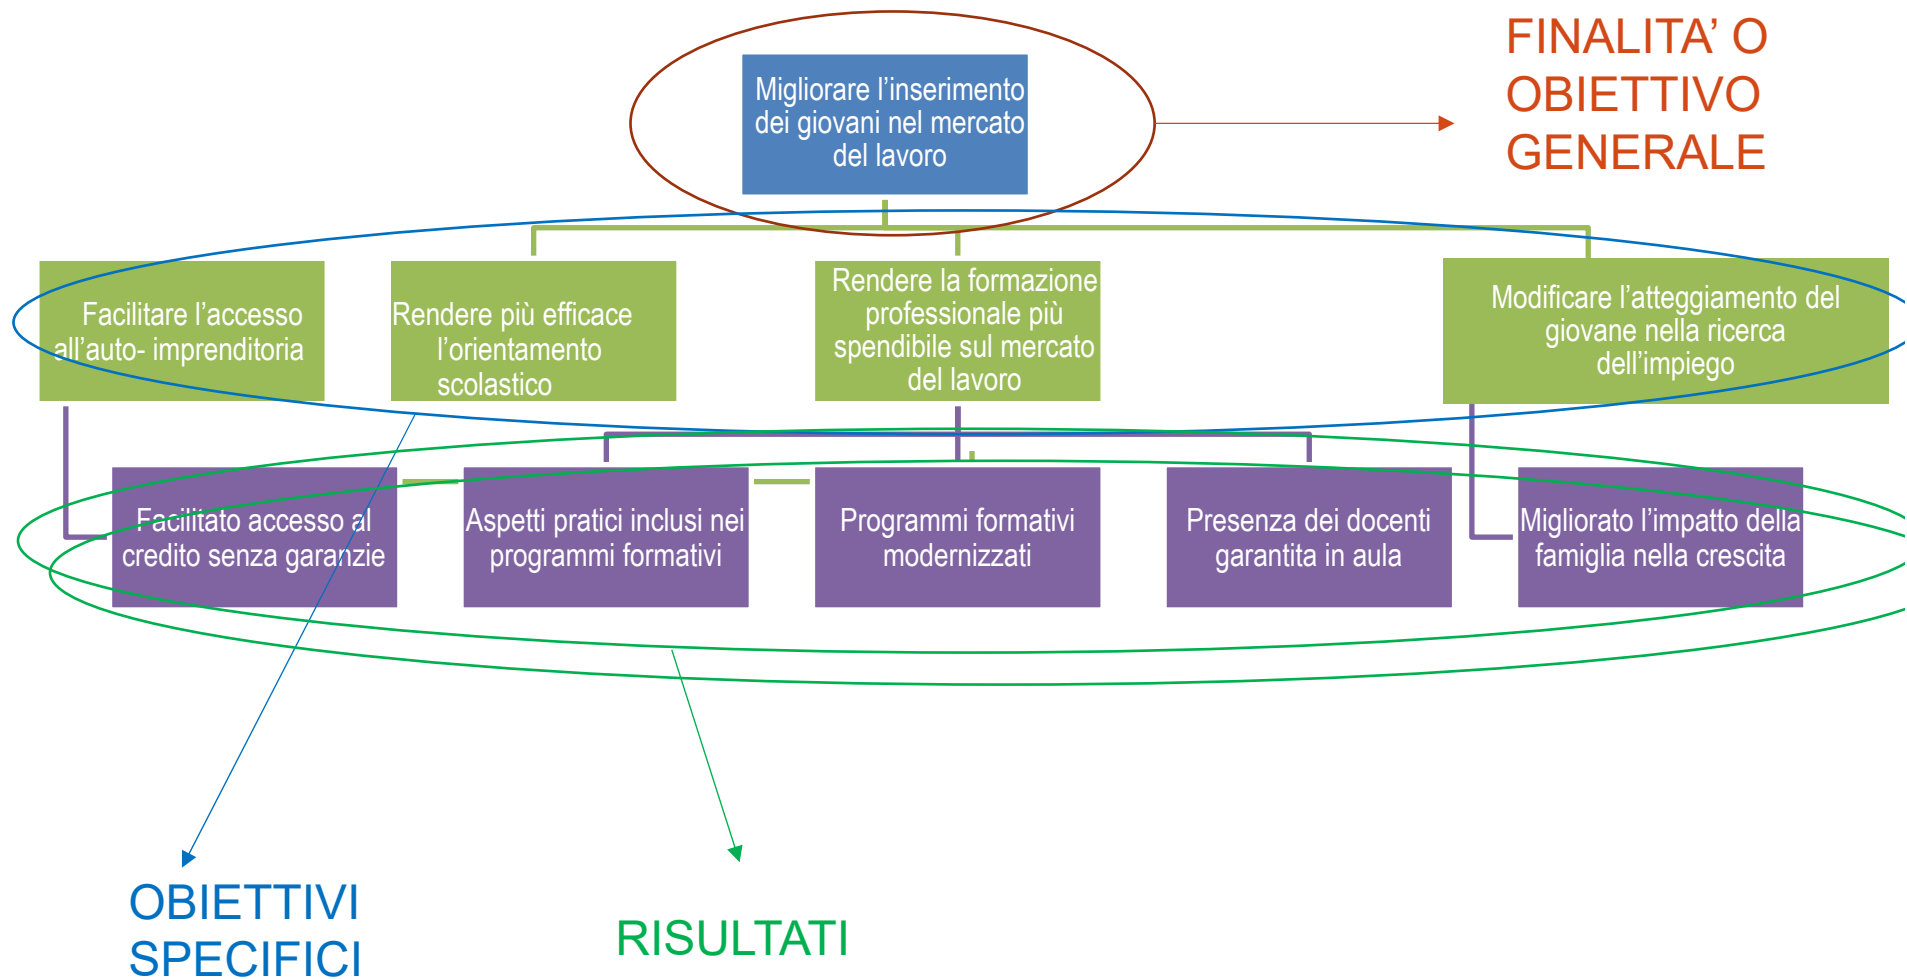 FINALITA’ O
OBIETTIVO
GENERALE
Migliorare l’inserimento
dei giovani nel mercato
del lavoro
Facilitare l’accesso
all’auto- imprenditoria
Rendere più efficace
l’orientamento
scolastico
Rendere la formazione
professionale più
spendibile sul mercato
del lavoro
Modificare l’atteggiamento del
giovane nella ricerca
dell’impiego
Facilitato accesso al
credito senza garanzie
Aspetti pratici inclusi nei
programmi formativi
Programmi formativi
modernizzati
Presenza dei docenti
garantita in aula
Migliorato l’impatto della
famiglia nella crescita
OBIETTIVI
SPECIFICI
RISULTATI